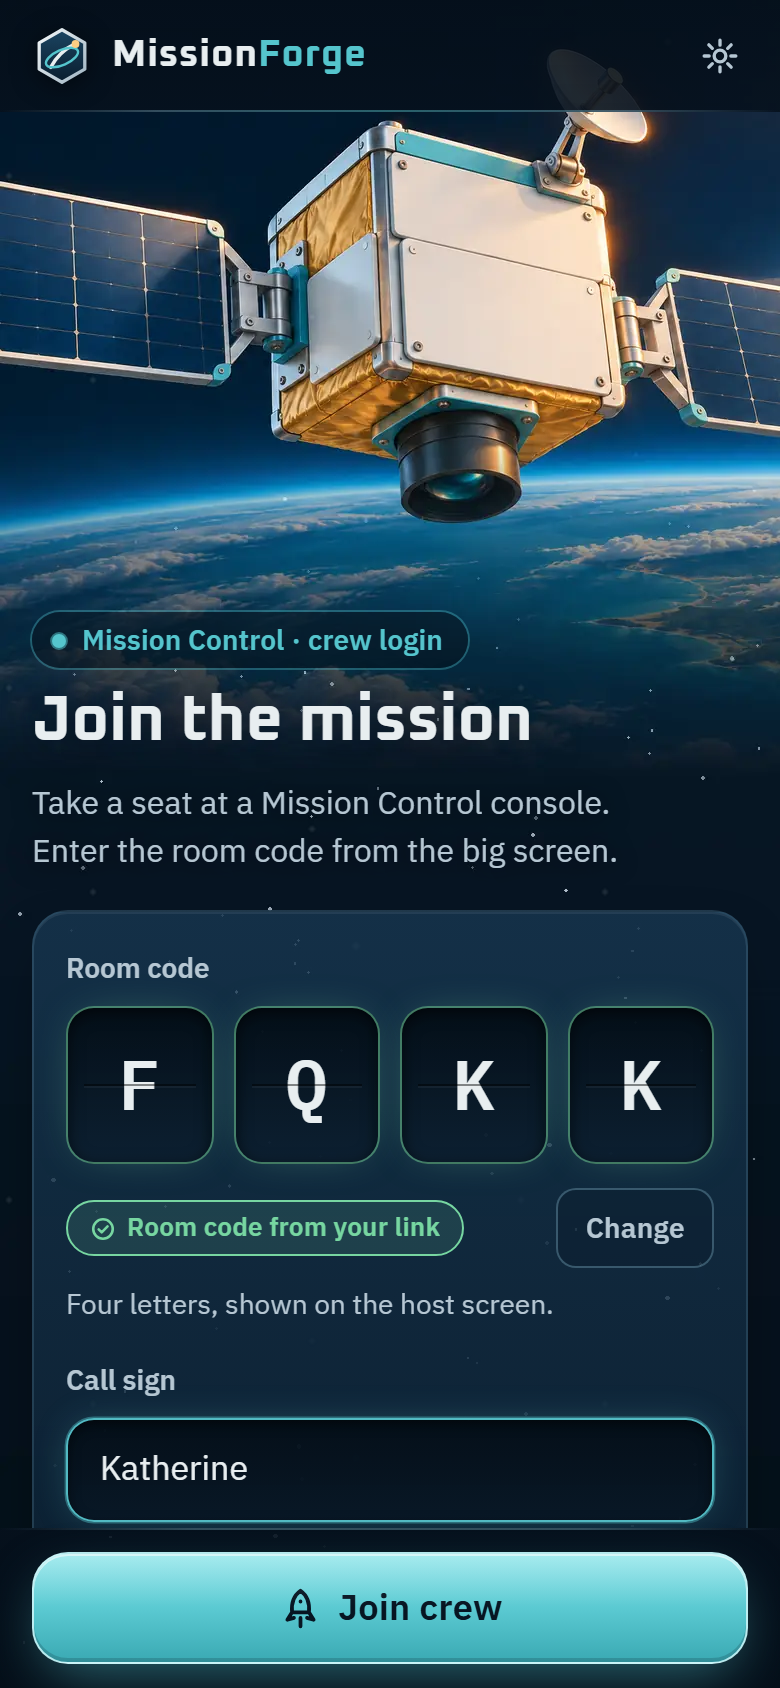 MissionForge
Mission Control · crew login
Join the mission
Take a seat at a Mission Control console.
Enter the room code from the big screen.
Room code
F Q K K
Room code from your link
Change
Four letters, shown on the host screen.
Call sign
Katherine
Join crew